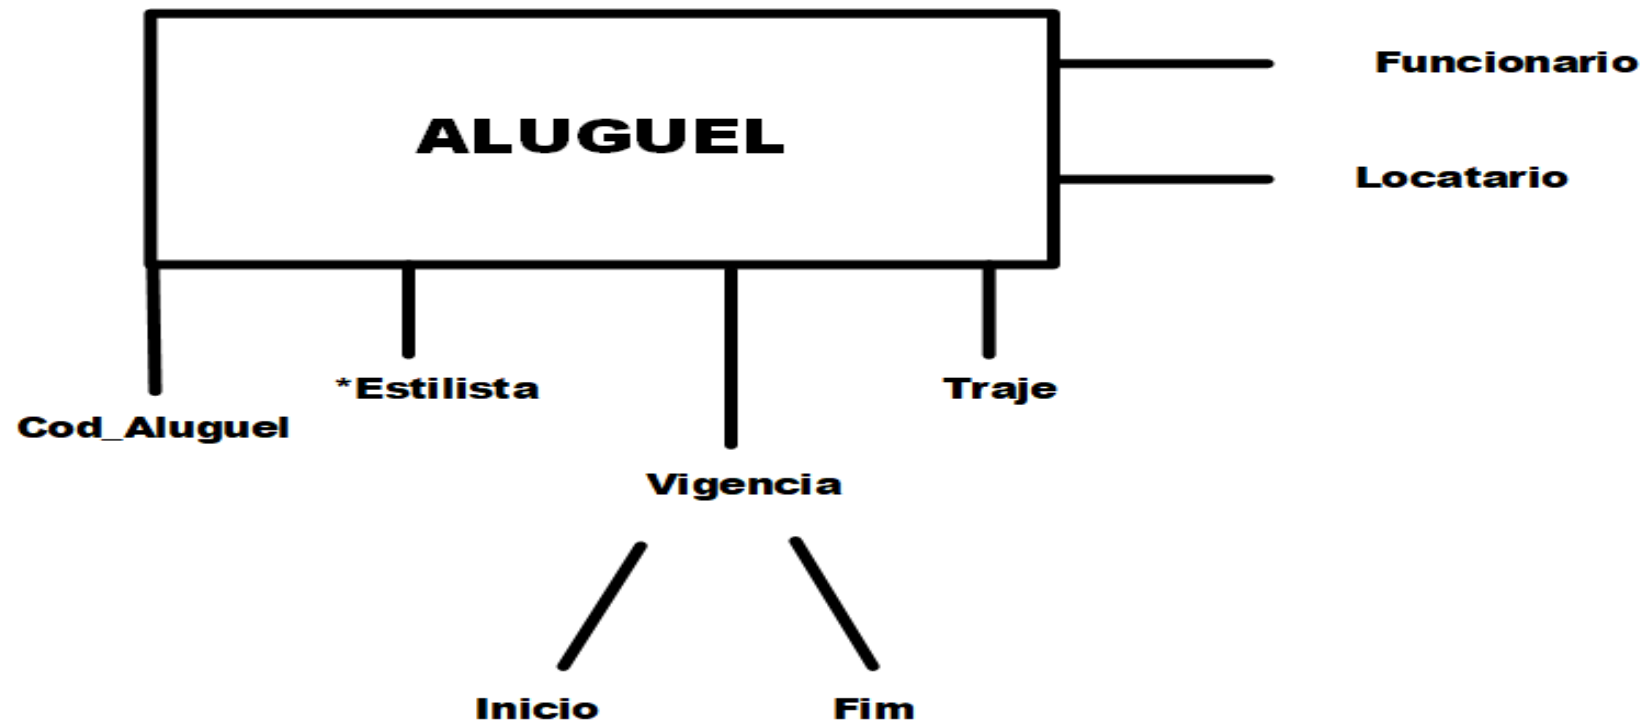 Funcionario
ALUGUEL
Locatario
*Estilista
Traje
Cod_Aluguel
Vigencia
Inicio
Fim